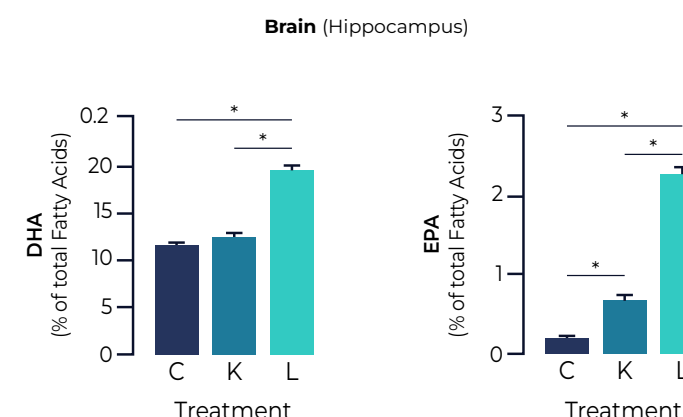 Brain (Hippocampus)
DHA
(% of total Fatty Acids)
0.2
20
15
10
5
0
*
*
C K L
Treatment
EPA
(% of total Fatty Acids)
3
2
1
0
*
*
*
C K L
Treatment